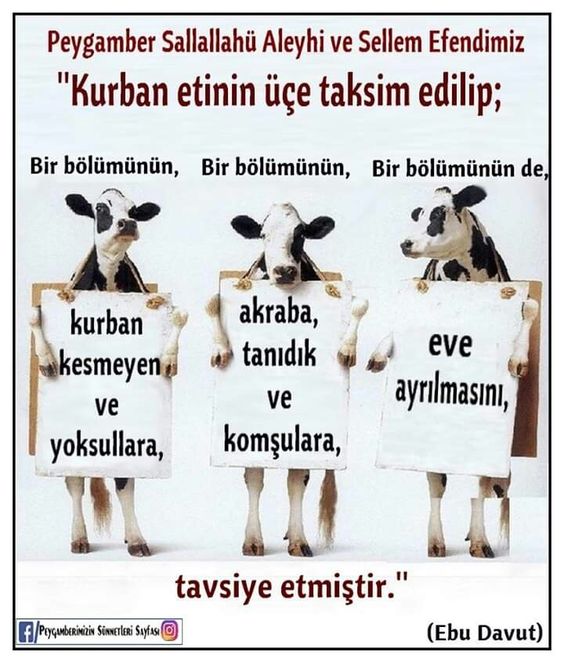 Peygamber Sallallahü Aleyhi ve Sellem Efendimiz
"Kurban etinin üçe taksim edilip;
Bir bölümünün,
Bir bölümünün,
Bir bölümünün de,
kurban
kesmeyen
ve
yoksullara,
akraba,
tanıdık
ve
komşulara,
eve
ayrılmasını,
tavsiye etmiştir."
f Peygamberimizin Sünnetleri Sayfası
(Ebu Davut)